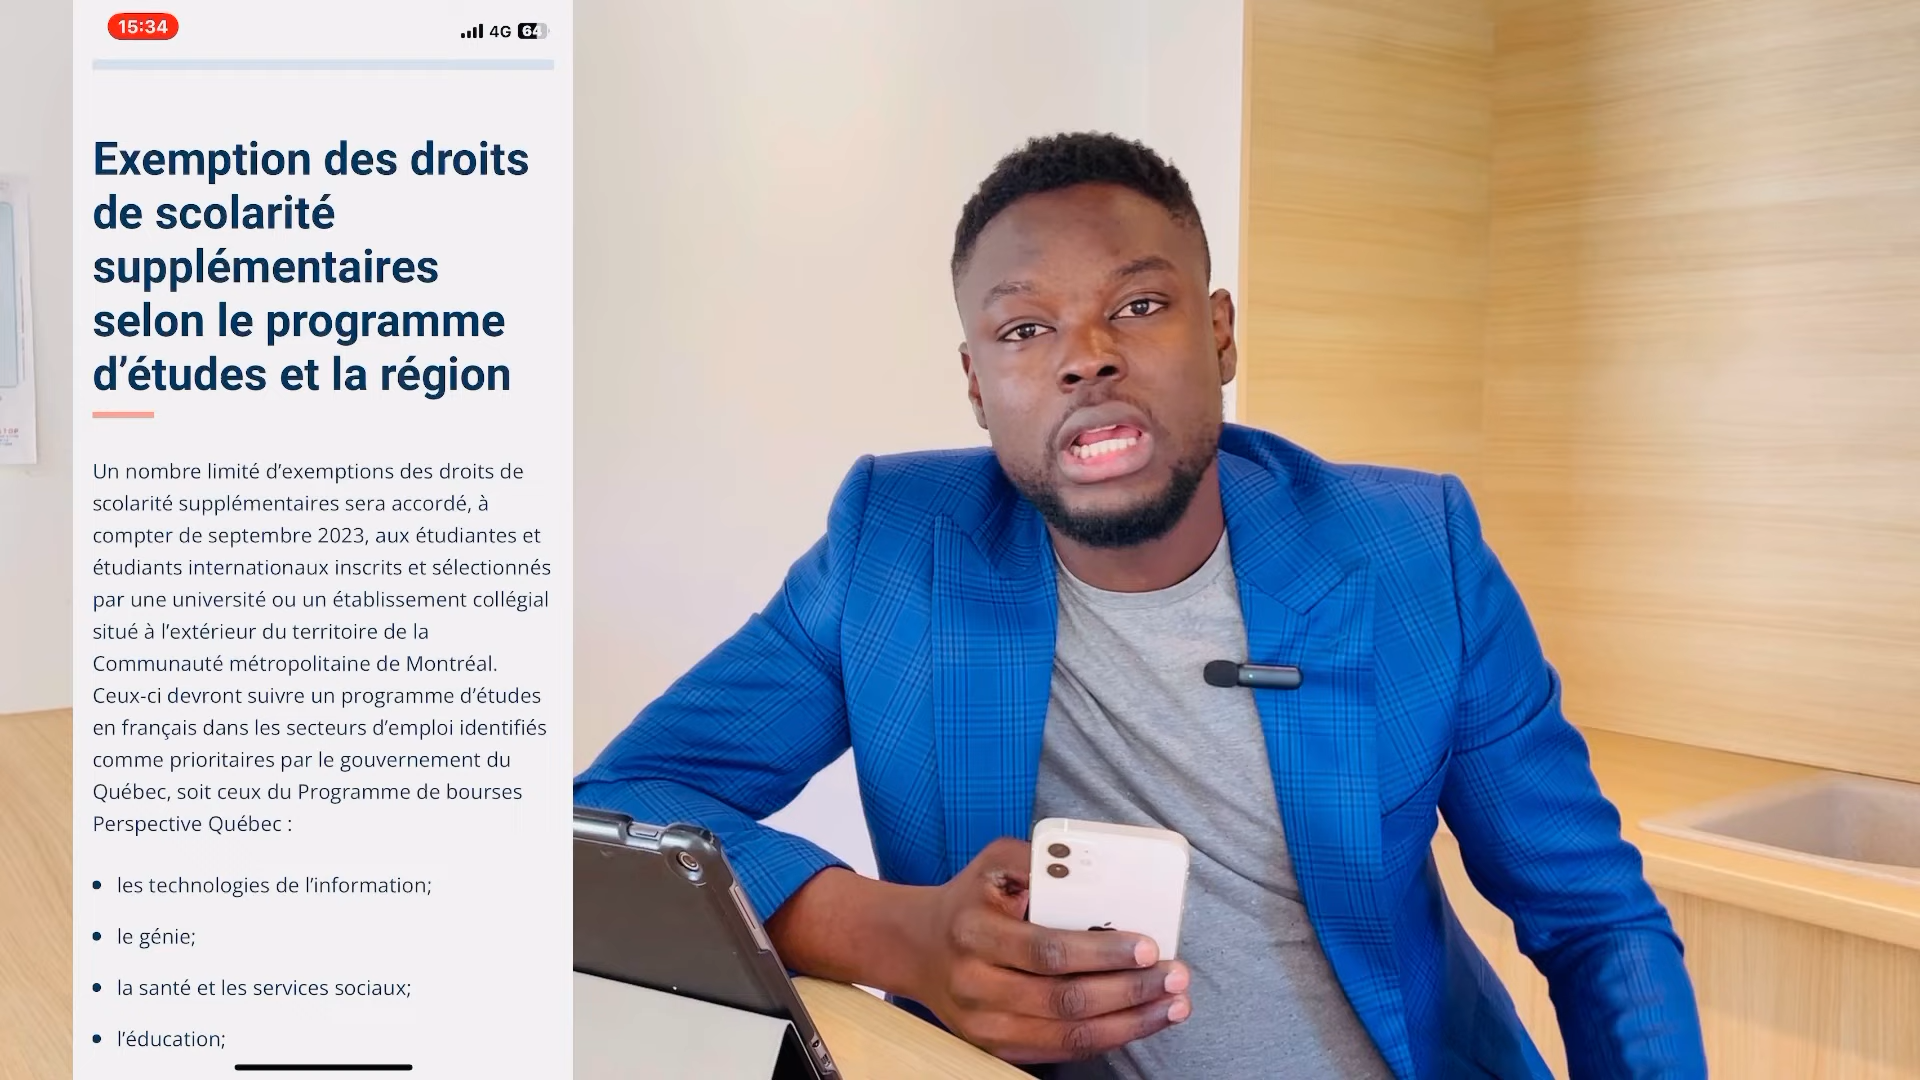 15:34
4G 64
Exemption des droits
de scolarité
supplémentaires
selon le programme
d’études et la région
Un nombre limité d’exemptions des droits de
scolarité supplémentaires sera accordé, à
compter de septembre 2023, aux étudiantes et
étudiants internationaux inscrits et sélectionnés
par une université ou un établissement collégial
situé à l’extérieur du territoire de la
Communauté métropolitaine de Montréal.
Ceux-ci devront suivre un programme d’études
en français dans les secteurs d’emploi identifiés
comme prioritaires par le gouvernement du
Québec, soit ceux du Programme de bourses
Perspective Québec :
• les technologies de l’information;
• le génie;
• la santé et les services sociaux;
• l’éducation;